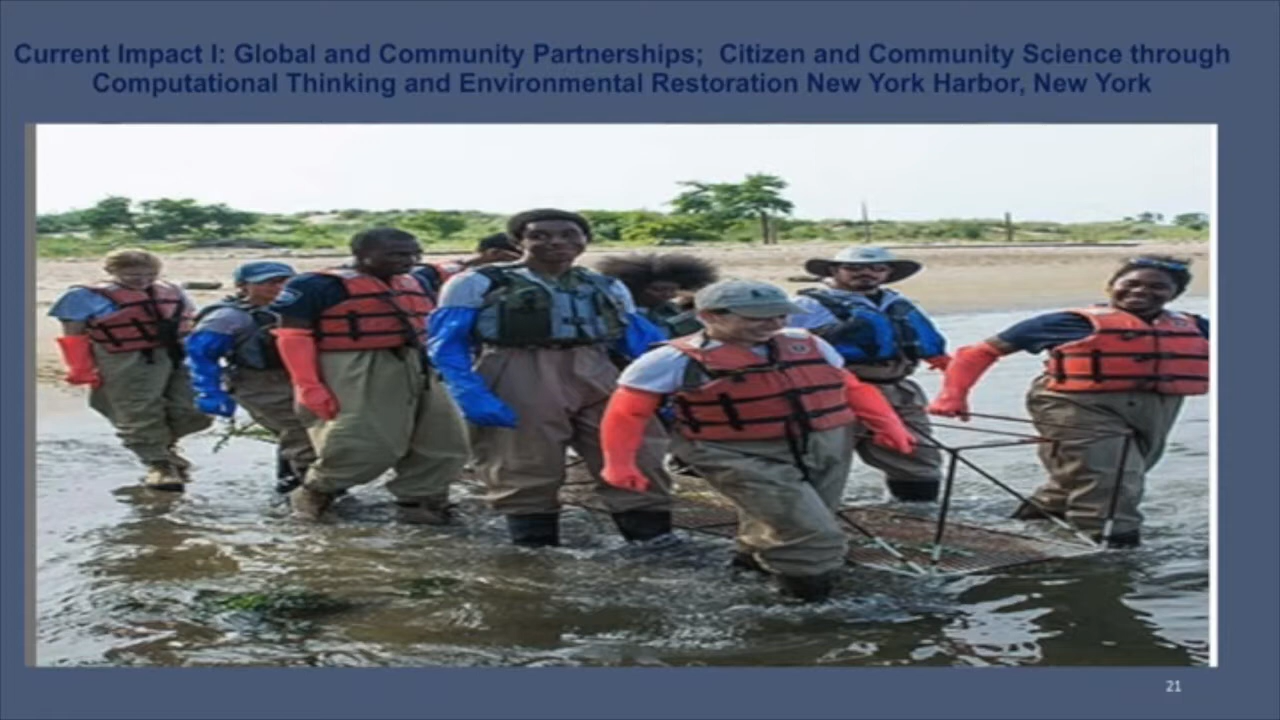 Current Impact I: Global and Community Partnerships; Citizen and Community Science through
Computational Thinking and Environmental Restoration New York Harbor, New York
21